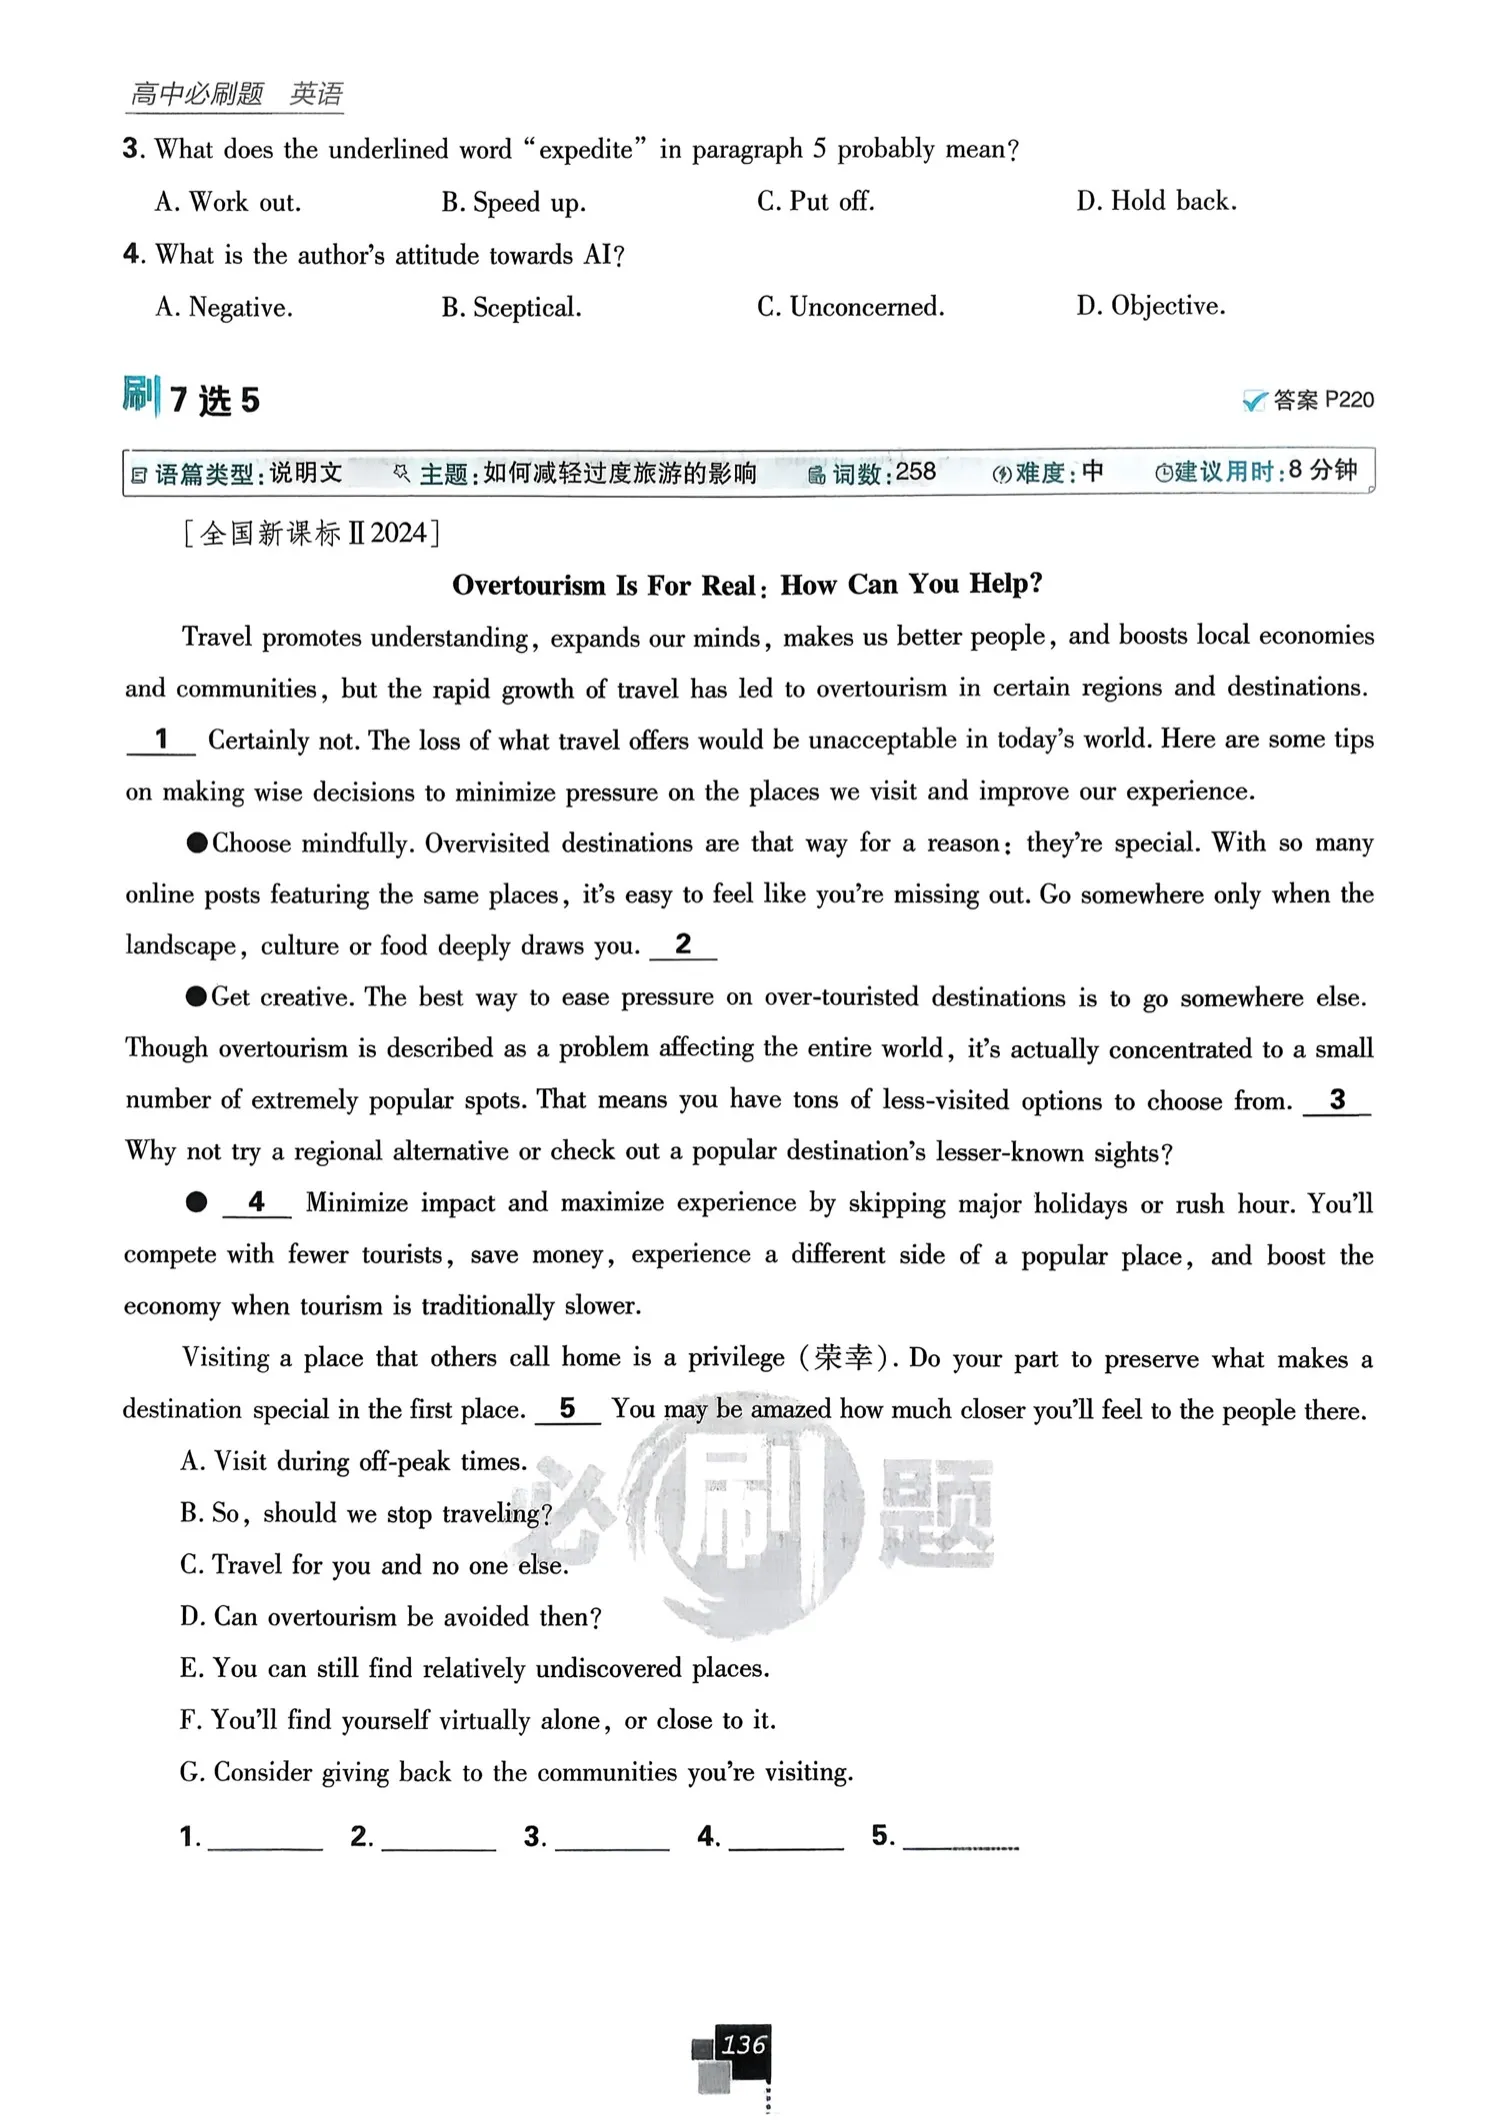 高中必刷题 英语
3. What does the underlined word “expedite” in paragraph 5 probably mean?
A. Work out. B. Speed up. C. Put off. D. Hold back.
4. What is the author’s attitude towards AI?
A. Negative. B. Sceptical. C. Unconcerned. D. Objective.
刷 7 选 5 答案 P220
语篇类型：说明文 主题：如何减轻过度旅游的影响 词数：258 难度：中 建议用时：8 分钟
［全国新课标Ⅱ2024］
Overtourism Is For Real: How Can You Help?
Travel promotes understanding, expands our minds, makes us better people, and boosts local economies
and communities, but the rapid growth of travel has led to overtourism in certain regions and destinations.
1 Certainly not. The loss of what travel offers would be unacceptable in today’s world. Here are some tips
on making wise decisions to minimize pressure on the places we visit and improve our experience.
●Choose mindfully. Overvisited destinations are that way for a reason: they’re special. With so many
online posts featuring the same places, it’s easy to feel like you’re missing out. Go somewhere only when the
landscape, culture or food deeply draws you. 2
●Get creative. The best way to ease pressure on over-touristed destinations is to go somewhere else.
Though overtourism is described as a problem affecting the entire world, it’s actually concentrated to a small
number of extremely popular spots. That means you have tons of less-visited options to choose from. 3
Why not try a regional alternative or check out a popular destination’s lesser-known sights?
● 4 Minimize impact and maximize experience by skipping major holidays or rush hour. You’ll
compete with fewer tourists, save money, experience a different side of a popular place, and boost the
economy when tourism is traditionally slower.
Visiting a place that others call home is a privilege (荣幸). Do your part to preserve what makes a
destination special in the first place. 5 You may be amazed how much closer you’ll feel to the people there.
A. Visit during off-peak times.
B. So, should we stop traveling?
C. Travel for you and no one else.
D. Can overtourism be avoided then?
E. You can still find relatively undiscovered places.
F. You’ll find yourself virtually alone, or close to it.
G. Consider giving back to the communities you’re visiting.
必刷题
1. 2. 3. 4. 5.
136